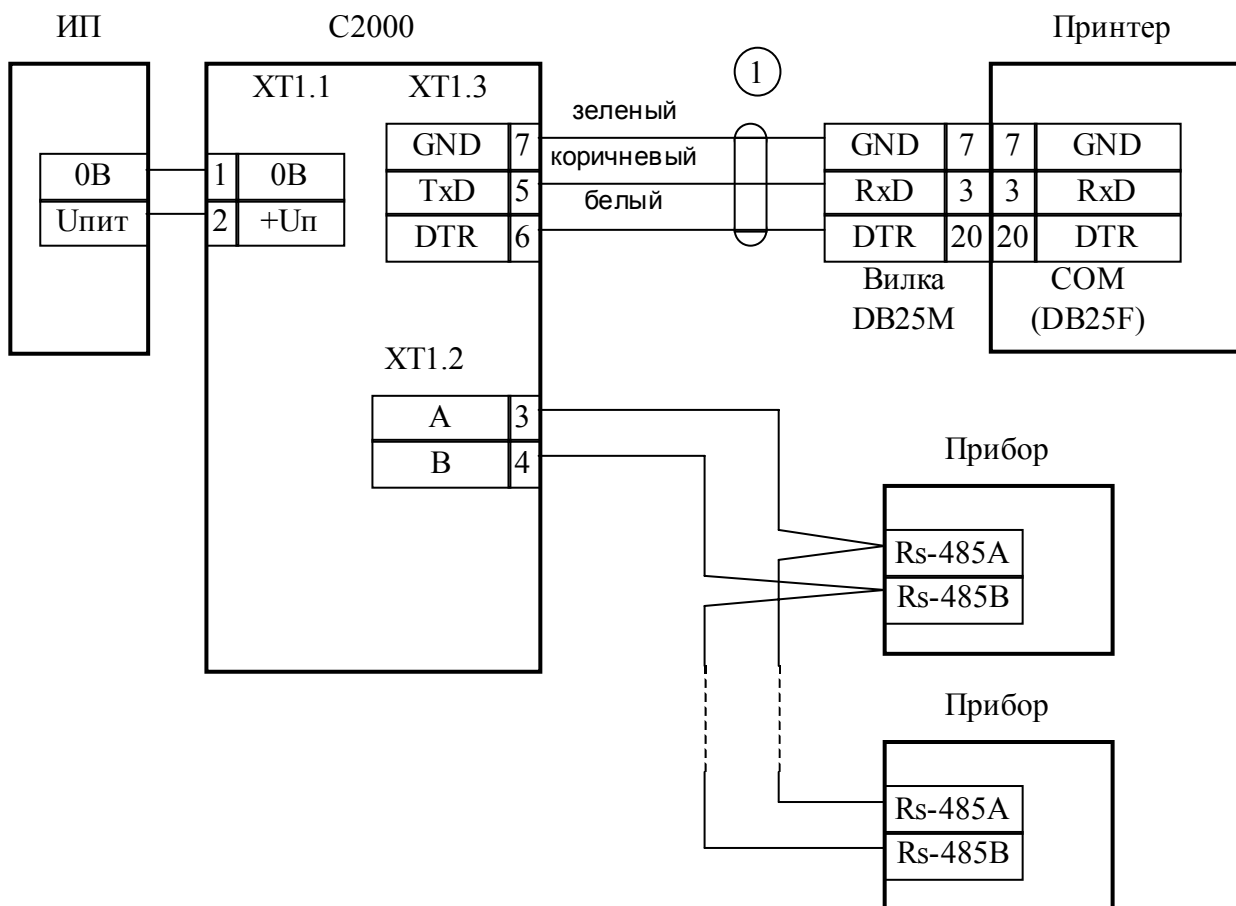 ИП
С2000
Принтер
XT1.1
XT1.3
1
зеленый
GND 7
GND 7 7 GND
коричневый
0В
1 0В
TxD 5
RxD 3 3 RxD
белый
Uпит
2 +Uп
DTR 6
DTR 20 20 DTR
Вилка
DB25M
COM
(DB25F)
XT1.2
A 3
B 4
Прибор
Rs-485A
Rs-485B
Прибор
Rs-485A
Rs-485B